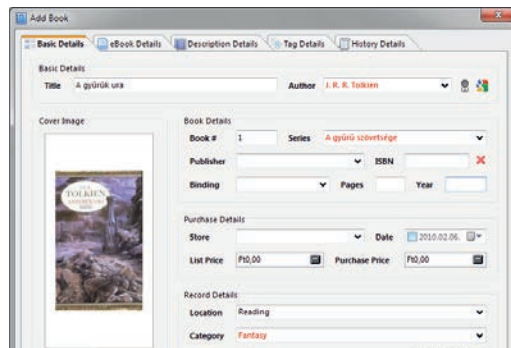 Add Book
Basic Details eBook Details Description Details Tag Details History Details
Basic Details
Title A gyűrűk ura Author J. R. R. Tolkien
Cover Image
Book Details
Book # 1 Series A gyűrű szövetsége
Publisher ISBN
Binding Pages Year
TOLKIEN
Purchase Details
Store Date 2010.02.06.
List Price Ft0,00 Purchase Price Ft0,00
Record Details
Location Reading
Category Fantasy